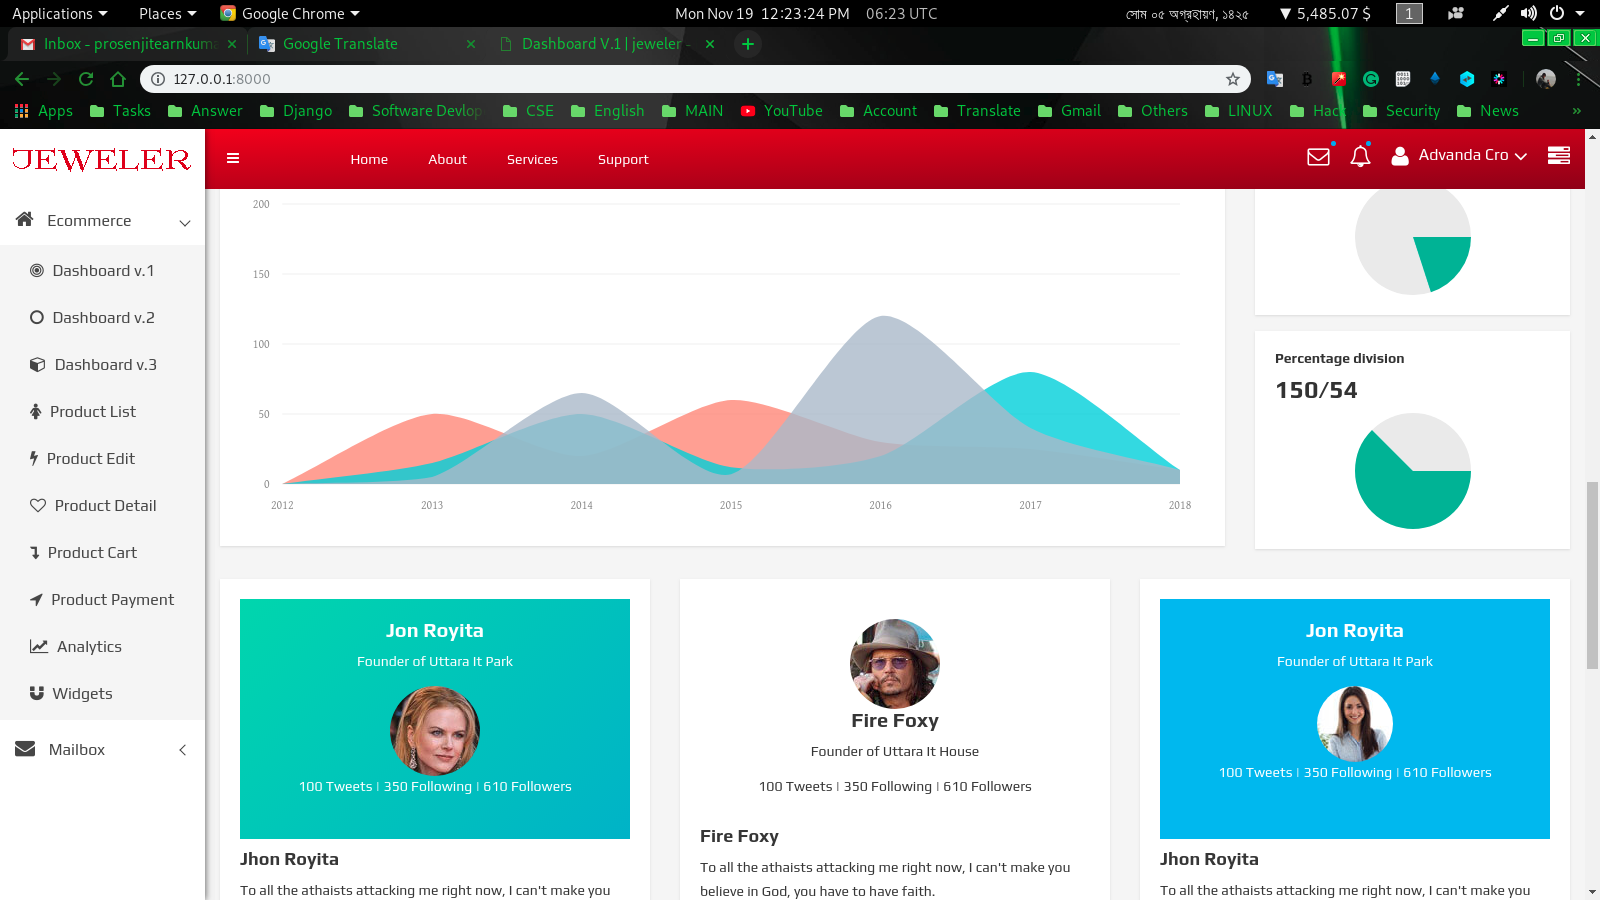 Applications Places Google Chrome Mon Nov 19 12:23:24 PM 06:23 UTC সোম ০৫ অগ্রহায়ণ, ১৪২৫ ▼ 5,485.07 $ 1
Inbox - prosenjitearnkuma Google Translate Dashboard V.1 | jeweler -
127.0.0.1:8000
Apps Tasks Answer Django Software Devlop CSE English MAIN YouTube Account Translate Gmail Others LINUX Hack Security News »
JEWELER Home About Services Support Advanda Cro
Ecommerce
Dashboard v.1
Dashboard v.2
Dashboard v.3
Product List
Product Edit
Product Detail
Product Cart
Product Payment
Analytics
Widgets
Mailbox
200
150
100
50
0
2012 2013 2014 2015 2016 2017 2018
Percentage division
150/54
Jon Royita
Founder of Uttara It Park
100 Tweets | 350 Following | 610 Followers
Jhon Royita
To all the athaists attacking me right now, I can't make you
Fire Foxy
Founder of Uttara It House
100 Tweets | 350 Following | 610 Followers
Fire Foxy
To all the athaists attacking me right now, I can't make you
believe in God, you have to have faith.
Jon Royita
Founder of Uttara It Park
100 Tweets | 350 Following | 610 Followers
Jhon Royita
To all the athaists attacking me right now, I can't make you